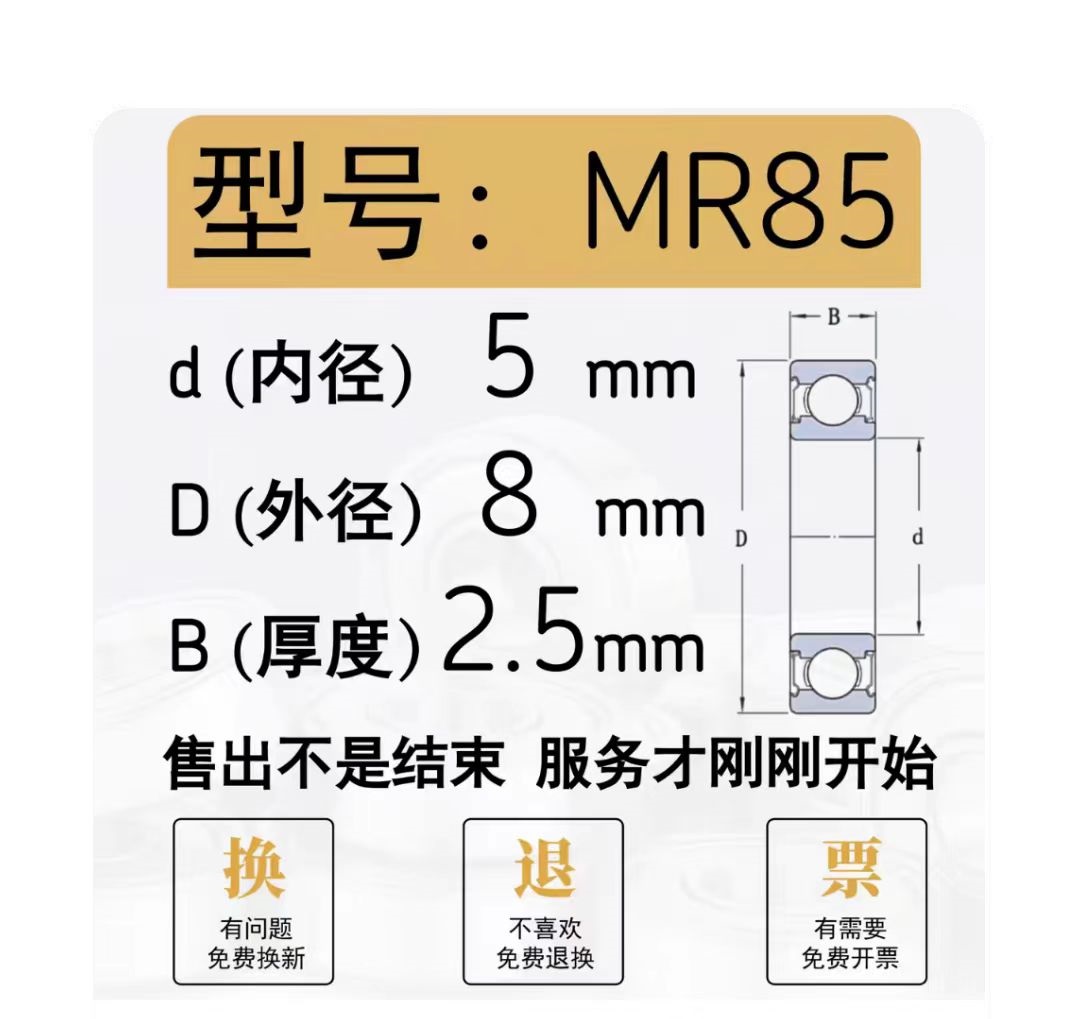 型号： MR85
B
d (内径) 5 mm
D (外径) 8 mm
D
d
B (厚度) 2.5mm
售出不是结束 服务才刚刚开始
换
有问题
免费换新
退
不喜欢
免费退换
票
有需要
免费开票